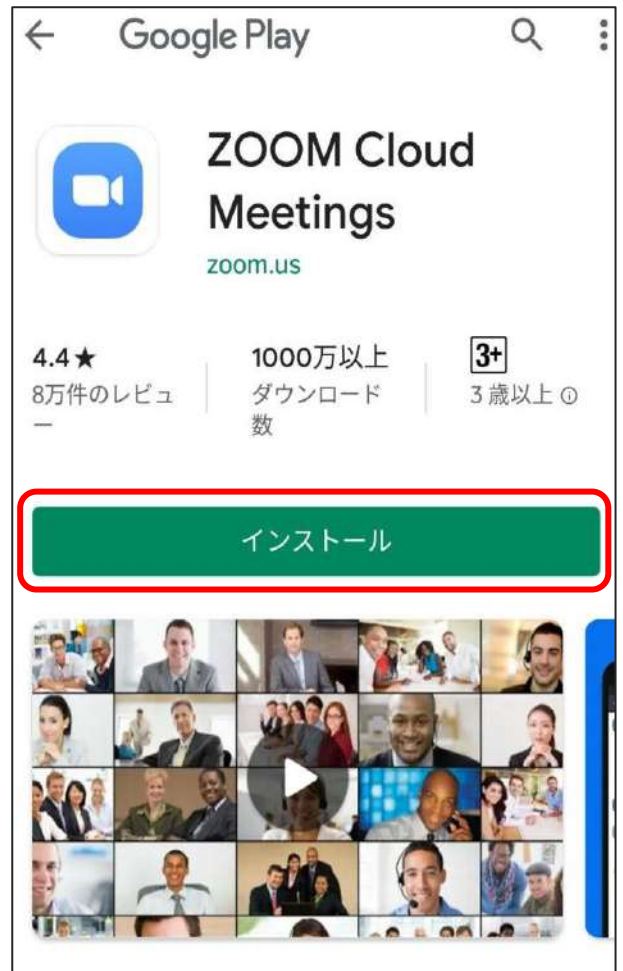 Google Play
ZOOM Cloud
Meetings
zoom.us
4.4★
8万件のレビュ
ー
1000万以上
ダウンロード
数
3+
3 歳以上
インストール